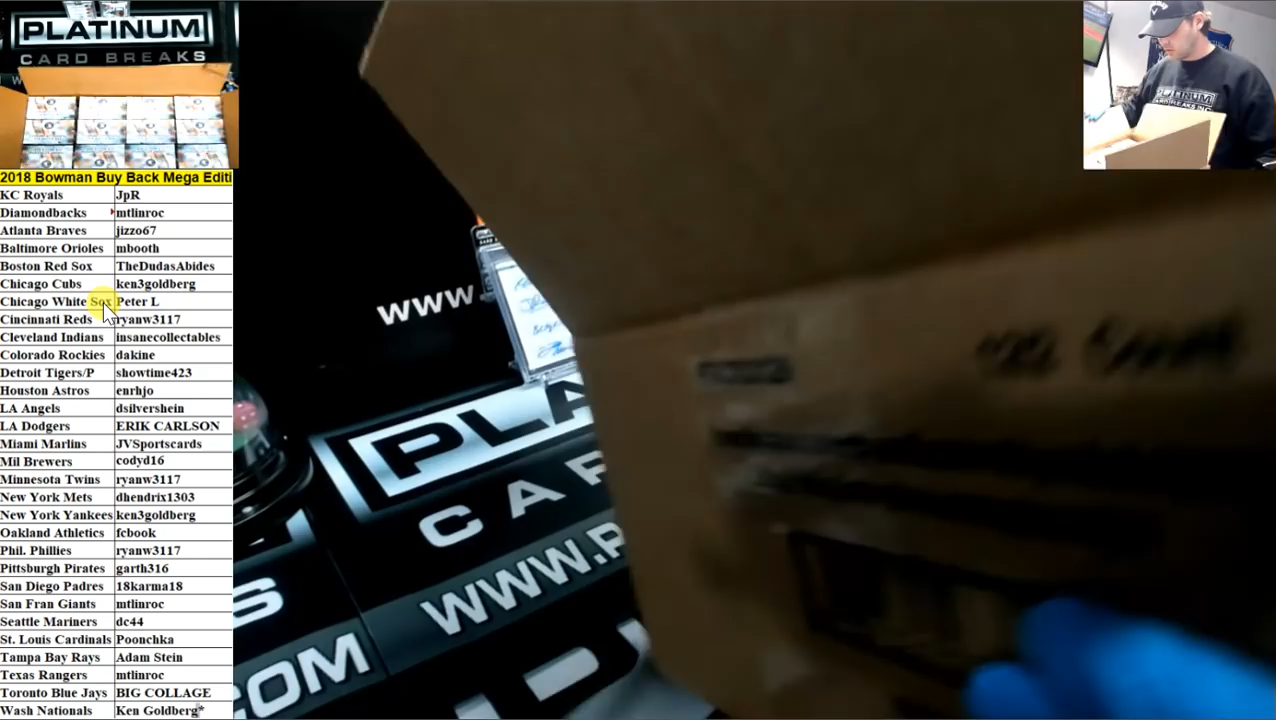 PLATINUM
CARD BREAKS
2018 Bowman Buy Back Mega Editi
KC Royals JpR
Diamondbacks mtlinroc
Atlanta Braves jizzo67
Baltimore Orioles mbooth
Boston Red Sox TheDudasAbides
Chicago Cubs ken3goldberg
Chicago White Sox Peter L
Cincinnati Reds ryanw3117
Cleveland Indians insanecollectables
Colorado Rockies dakine
Detroit Tigers/P showtime423
Houston Astros enrhjo
LA Angels dsilvershein
LA Dodgers ERIK CARLSON
Miami Marlins JVSportscards
Mil Brewers codyd16
Minnesota Twins ryanw3117
New York Mets dhendrix1303
New York Yankees ken3goldberg
Oakland Athletics fcbook
Phil. Phillies ryanw3117
Pittsburgh Pirates garth316
San Diego Padres 18karma18
San Fran Giants mtlinroc
Seattle Mariners dc44
St. Louis Cardinals Poonchka
Tampa Bay Rays Adam Stein
Texas Rangers mtlinroc
Toronto Blue Jays BIG COLLAGE
Wash Nationals Ken Goldberg*
www.
PLA
CAR
WWW.P
S
.COM
PLATINUM